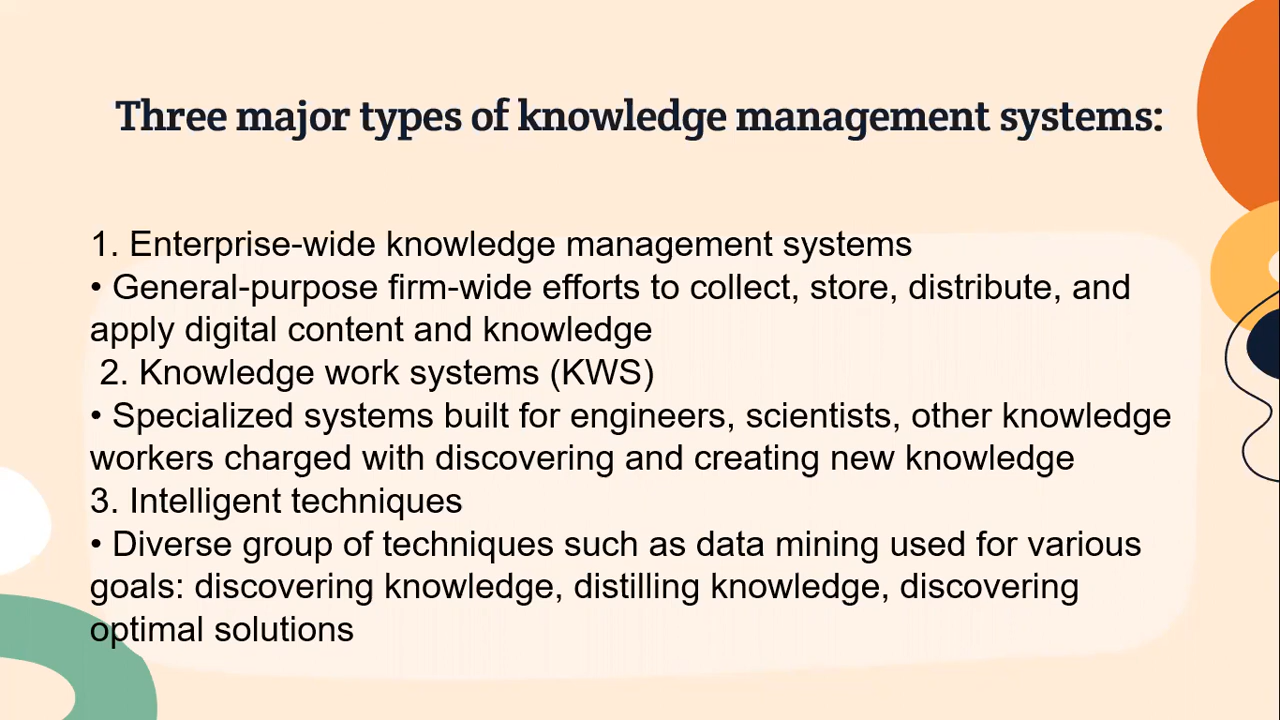 Three major types of knowledge management systems:
1. Enterprise-wide knowledge management systems
• General-purpose firm-wide efforts to collect, store, distribute, and
apply digital content and knowledge
2. Knowledge work systems (KWS)
• Specialized systems built for engineers, scientists, other knowledge
workers charged with discovering and creating new knowledge
3. Intelligent techniques
• Diverse group of techniques such as data mining used for various
goals: discovering knowledge, distilling knowledge, discovering
optimal solutions